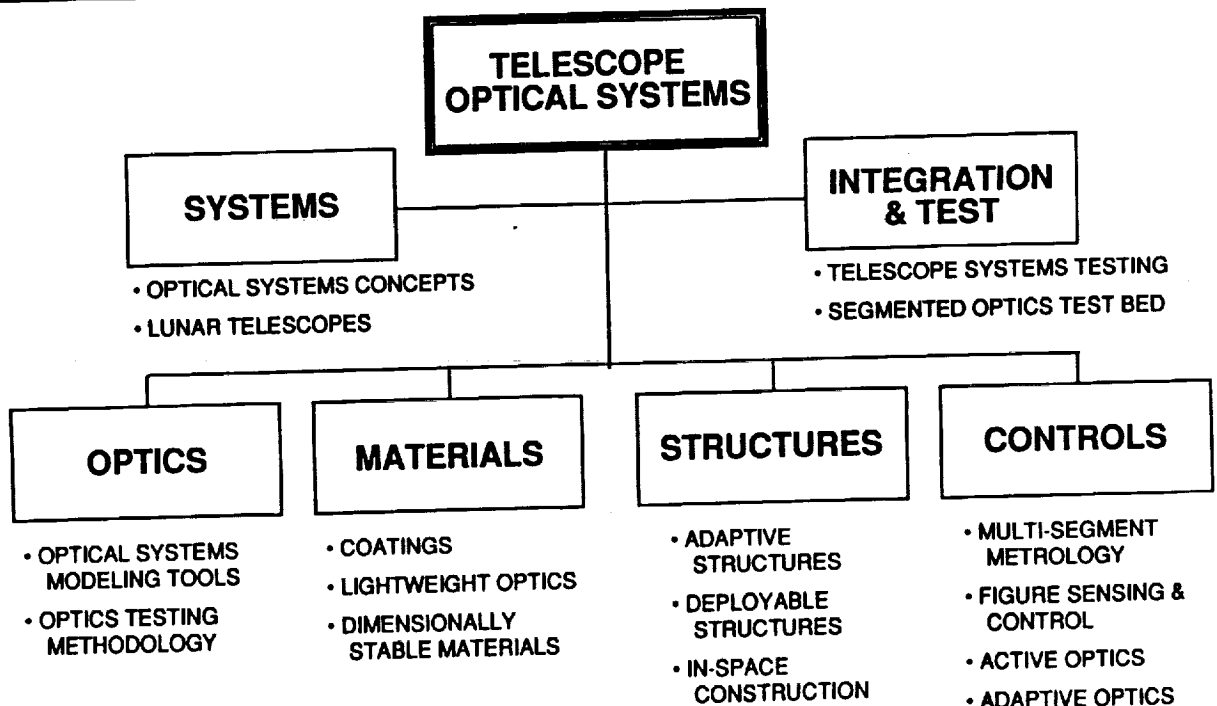 TELESCOPE
OPTICAL SYSTEMS
SYSTEMS
• OPTICAL SYSTEMS CONCEPTS
• LUNAR TELESCOPES
INTEGRATION
& TEST
• TELESCOPE SYSTEMS TESTING
• SEGMENTED OPTICS TEST BED
OPTICS
• OPTICAL SYSTEMS
MODELING TOOLS
• OPTICS TESTING
METHODOLOGY
MATERIALS
• COATINGS
• LIGHTWEIGHT OPTICS
• DIMENSIONALLY
STABLE MATERIALS
STRUCTURES
• ADAPTIVE
STRUCTURES
• DEPLOYABLE
STRUCTURES
• IN-SPACE
CONSTRUCTION
CONTROLS
• MULTI-SEGMENT
METROLOGY
• FIGURE SENSING &
CONTROL
• ACTIVE OPTICS
• ADAPTIVE OPTICS